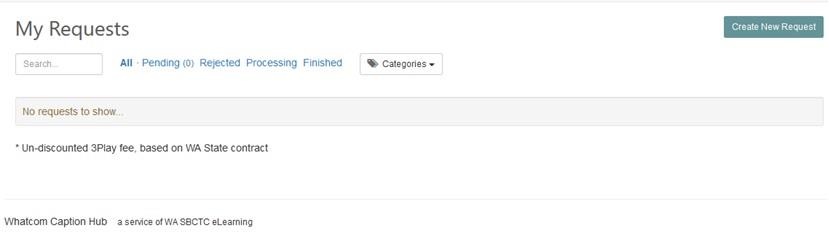 My Requests
Create New Request
Search... All · Pending (0) Rejected Processing Finished Categories
No requests to show...
* Un-discounted 3Play fee, based on WA State contract
Whatcom Caption Hub a service of WA SBCTC eLearning